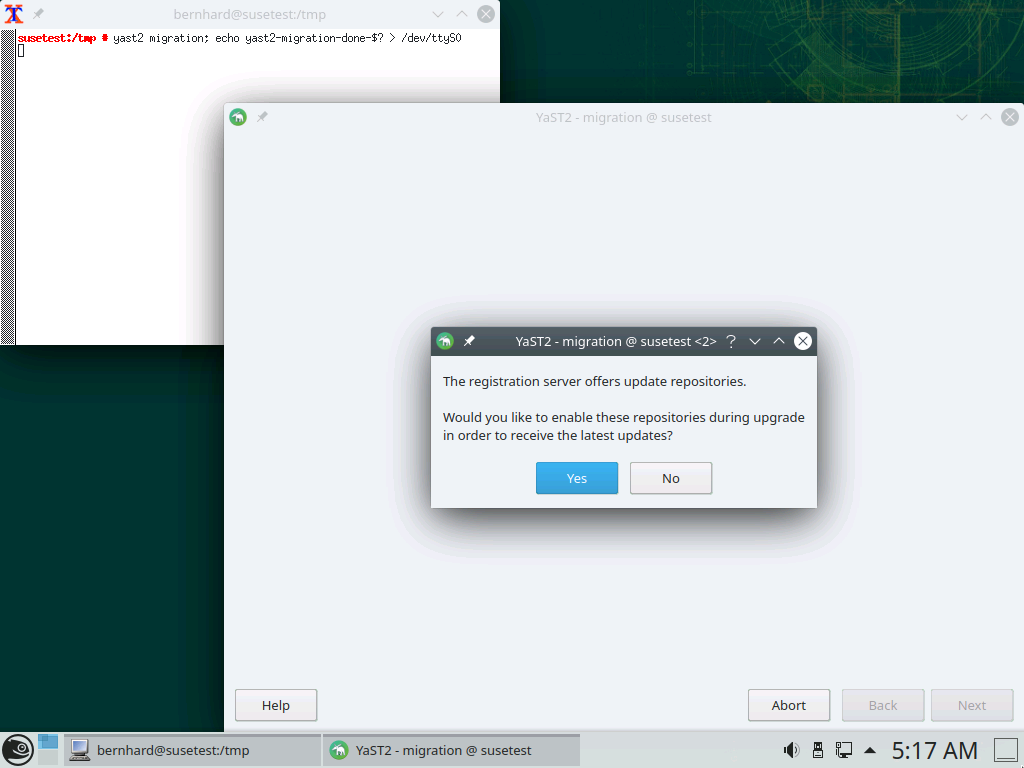 bernhard@susetest:/tmp
susetest:/tmp # yast2 migration; echo yast2-migration-done-$? > /dev/ttyS0
YaST2 - migration @ susetest
YaST2 - migration @ susetest <2>
The registration server offers update repositories.
Would you like to enable these repositories during upgrade
in order to receive the latest updates?
Yes
No
Help
Abort
Back
Next
bernhard@susetest:/tmp
YaST2 - migration @ susetest
5:17 AM